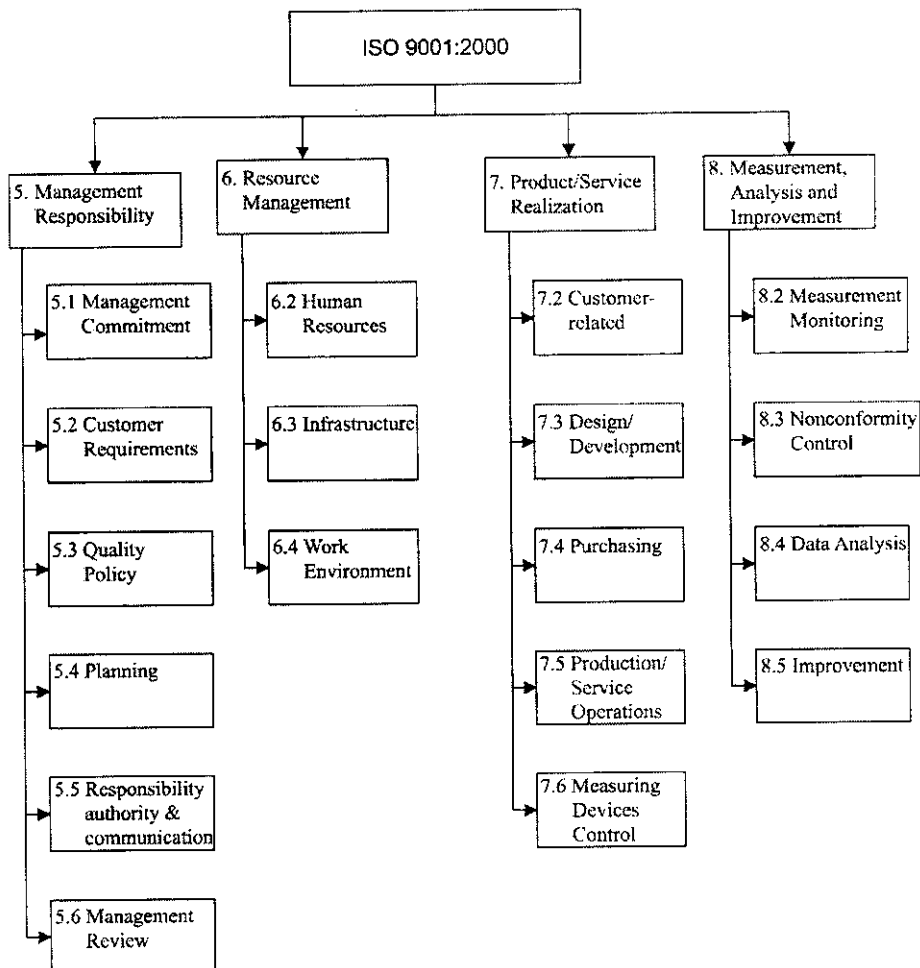 ISO 9001:2000
5. Management
Responsibility
5.1 Management
Commitment
5.2 Customer
Requirements
5.3 Quality
Policy
5.4 Planning
5.5 Responsibility
authority &
communication
5.6 Management
Review
6. Resource
Management
6.2 Human
Resources
6.3 Infrastructure
6.4 Work
Environment
7. Product/Service
Realization
7.2 Customer-
related
7.3 Design/
Development
7.4 Purchasing
7.5 Production/
Service
Operations
7.6 Measuring
Devices
Control
8. Measurement,
Analysis and
Improvement
8.2 Measurement
Monitoring
8.3 Nonconformity
Control
8.4 Data Analysis
8.5 Improvement